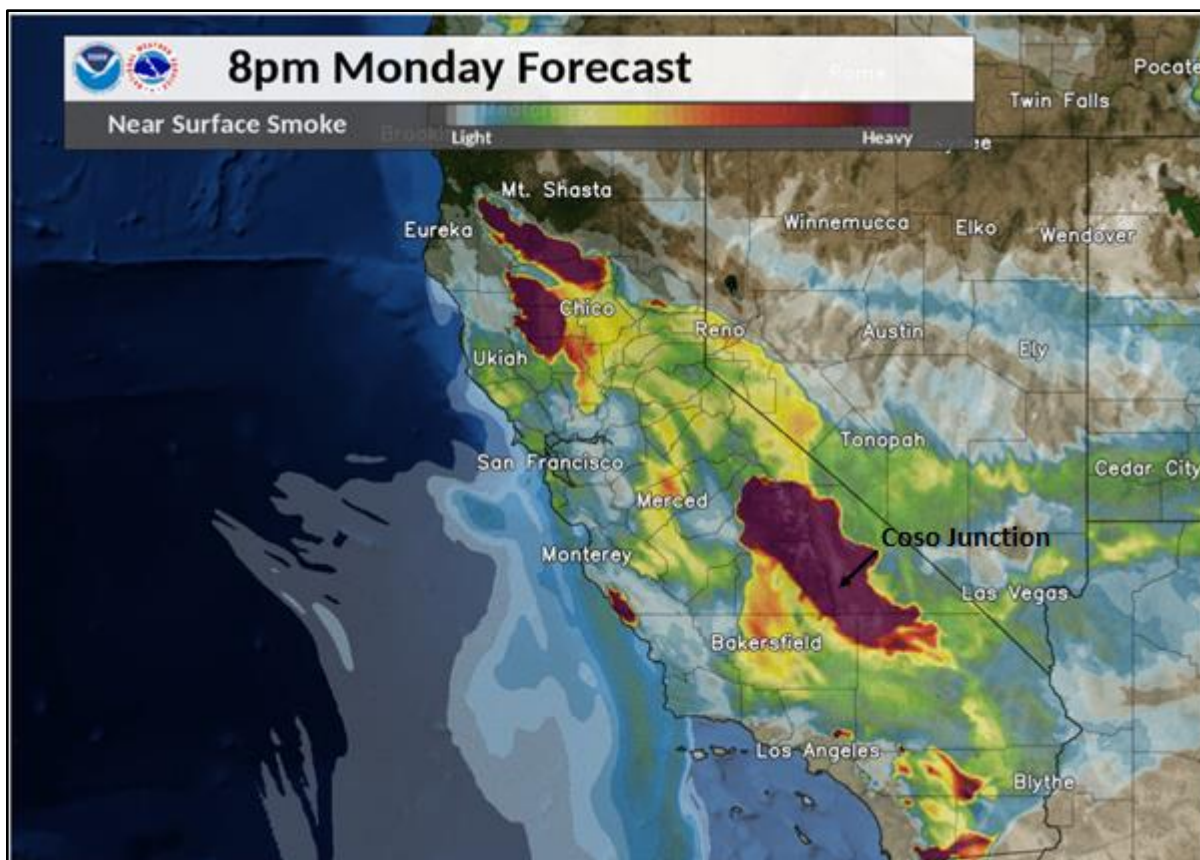 8pm Monday Forecast
Near Surface Smoke
Light
Heavy
Pocate
Twin Falls
Mt. Shasta
Eureka
Winnemucca
Elko
Wendover
Chico
Reno
Austin
Ely
Ukiah
Tonopah
Cedar City
San Francisco
Merced
Coso Junction
Monterey
Las Vegas
Bakersfield
Los Angeles
Blythe